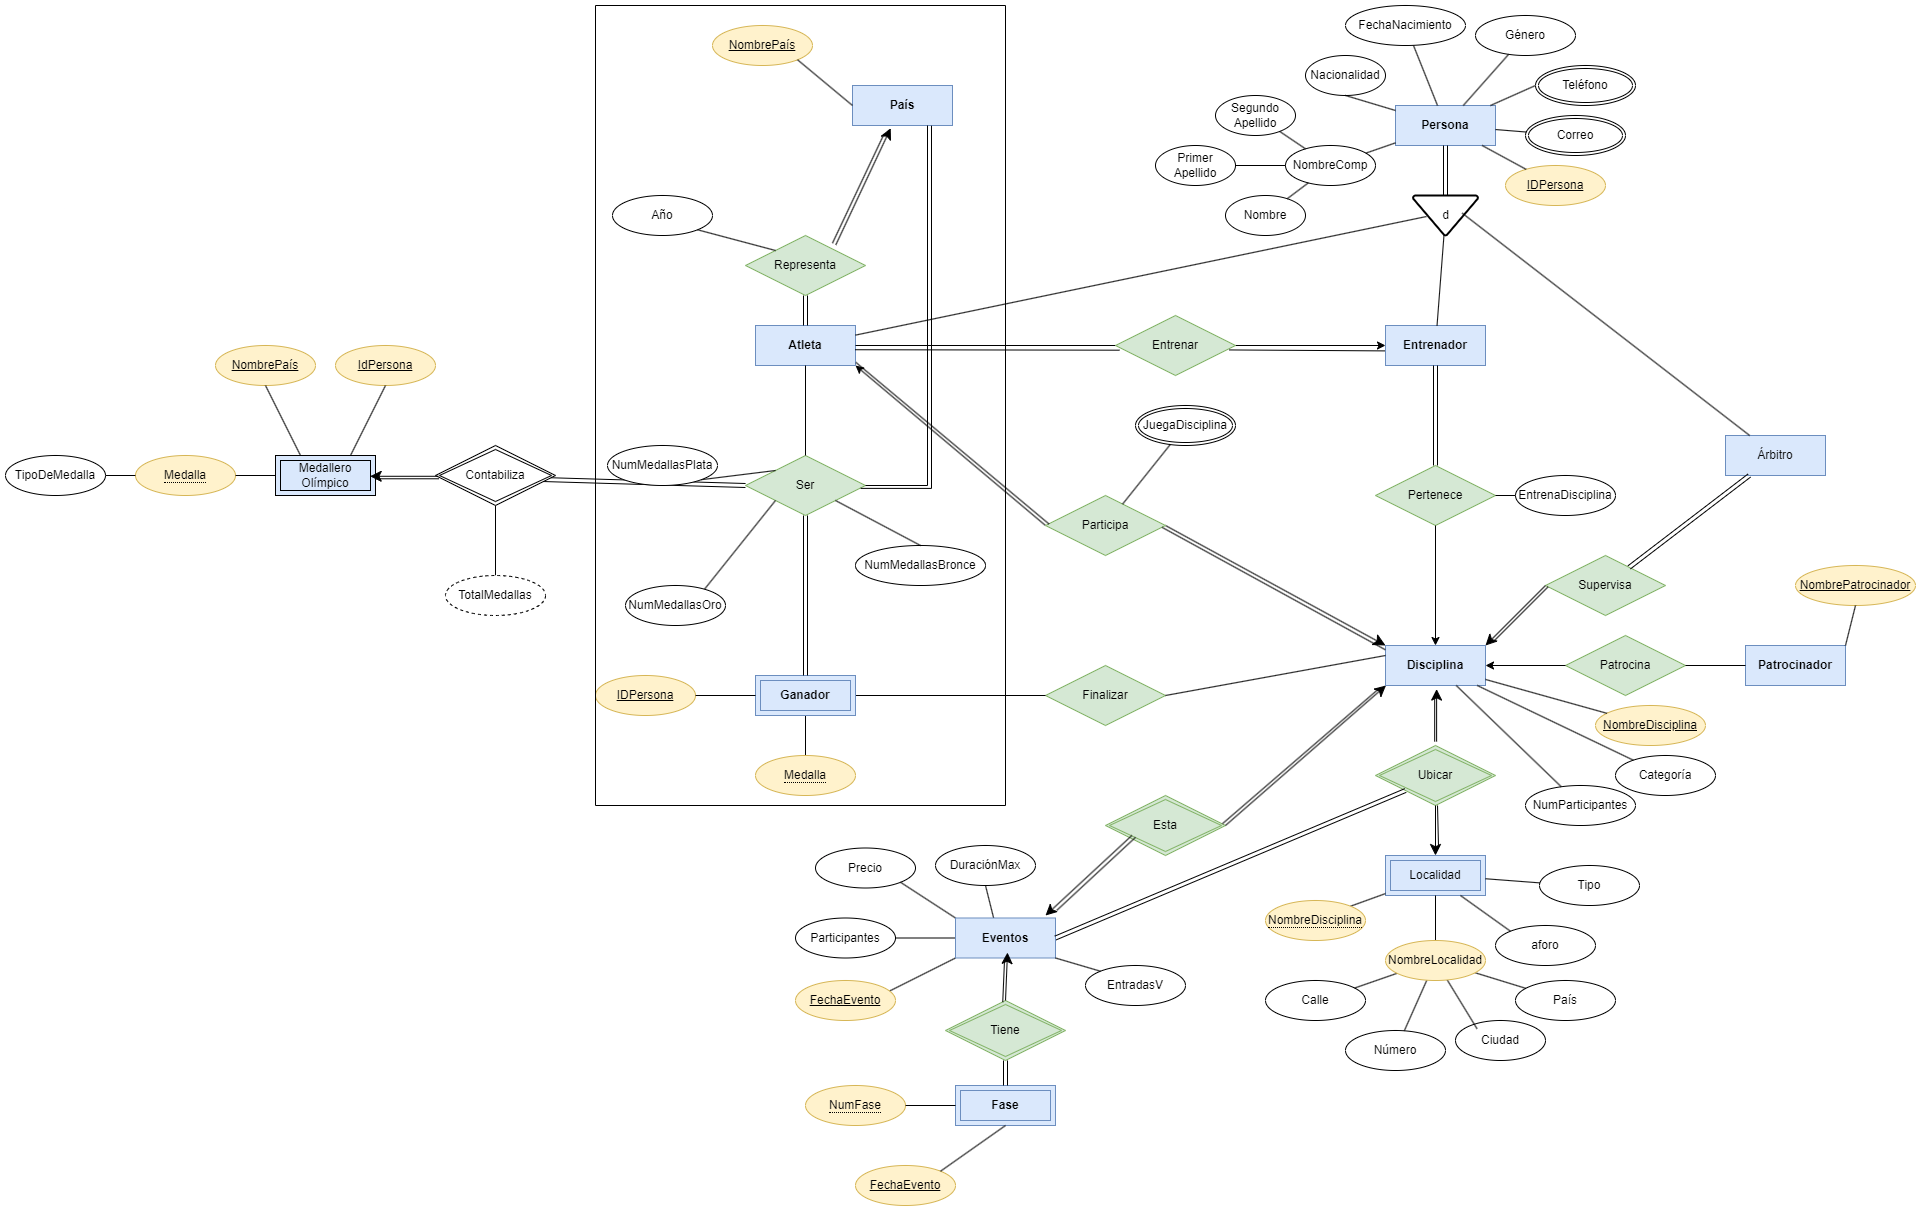 FechaNacimiento
Género
NombrePaís
Nacionalidad
Teléfono
País
Segundo
Apellido
Persona
Correo
Primer
Apellido
NombreComp
IDPersona
Año
Nombre
d
Representa
Atleta
Entrenar
Entrenador
NombrePaís
IdPersona
JuegaDisciplina
Árbitro
TipoDeMedalla
Medalla
Medallero
Olímpico
Contabiliza
NumMedallasPlata
Ser
Pertenece
EntrenaDisciplina
Participa
NumMedallasBronce
TotalMedallas
NumMedallasOro
Supervisa
NombrePatrocinador
IDPersona
Ganador
Finalizar
Disciplina
Patrocina
Patrocinador
NombreDisciplina
Medalla
Ubicar
Categoría
NumParticipantes
Esta
Precio
DuraciónMax
Localidad
Tipo
NombreDisciplina
Participantes
Eventos
aforo
NombreLocalidad
FechaEvento
EntradasV
Calle
País
Tiene
Número
Ciudad
NumFase
Fase
FechaEvento